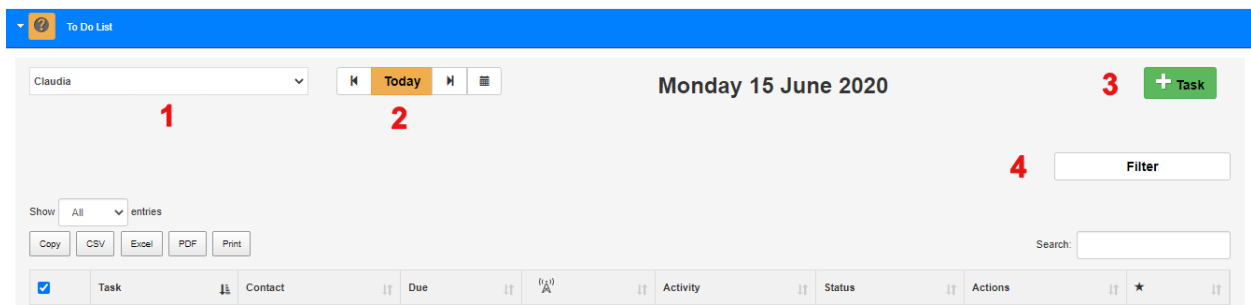 To Do List
Claudia Today Monday 15 June 2020 3 Task
1 2
4 Filter
Show All entries
Copy CSV Excel PDF Print Search:
Task Contact Due Activity Status Actions